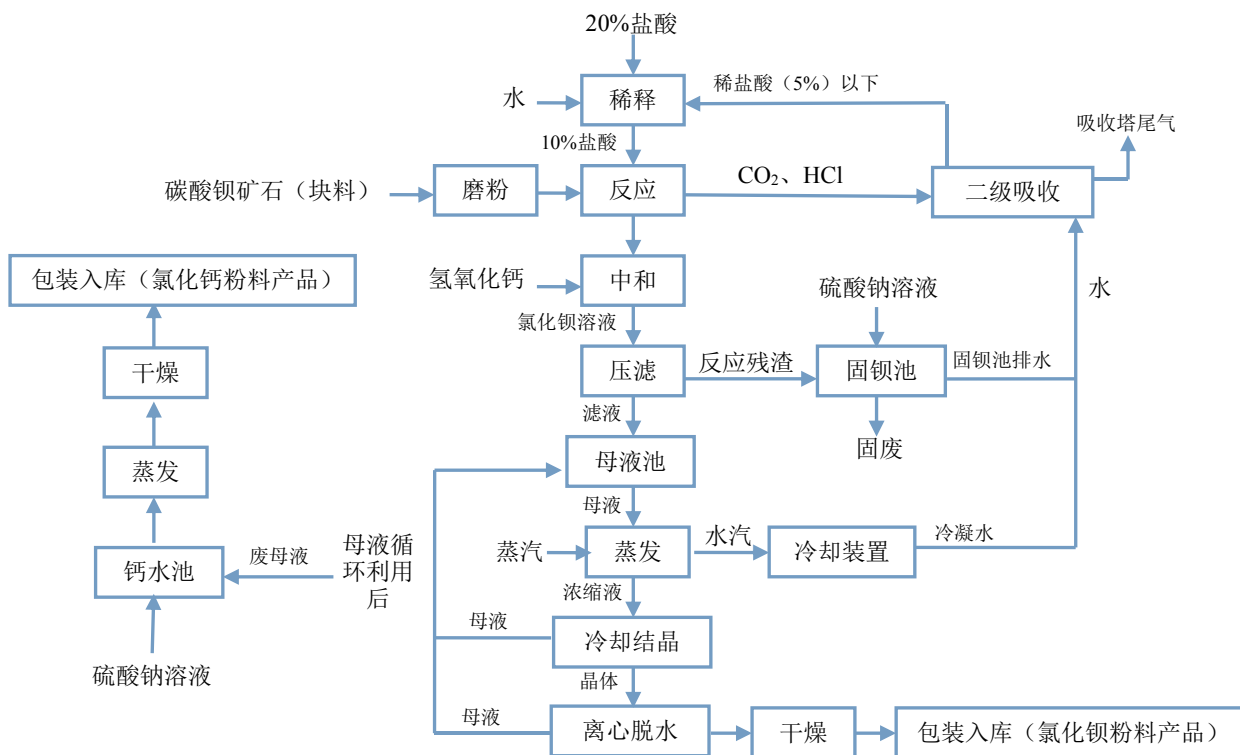 20%盐酸
稀盐酸（5%）以下
水
稀释
吸收塔尾气
10%盐酸
碳酸钡矿石（块料）
磨粉
反应
CO₂、HCl
二级吸收
包装入库（氯化钙粉料产品）
氢氧化钙
中和
硫酸钠溶液
水
氯化钡溶液
干燥
压滤
反应残渣
固钡池
固钡池排水
滤液
固废
蒸发
母液池
母液
蒸汽
蒸发
水汽
冷却装置
冷凝水
钙水池
废母液
母液循
环利用
后
浓缩液
母液
冷却结晶
硫酸钠溶液
晶体
母液
离心脱水
干燥
包装入库（氯化钡粉料产品）